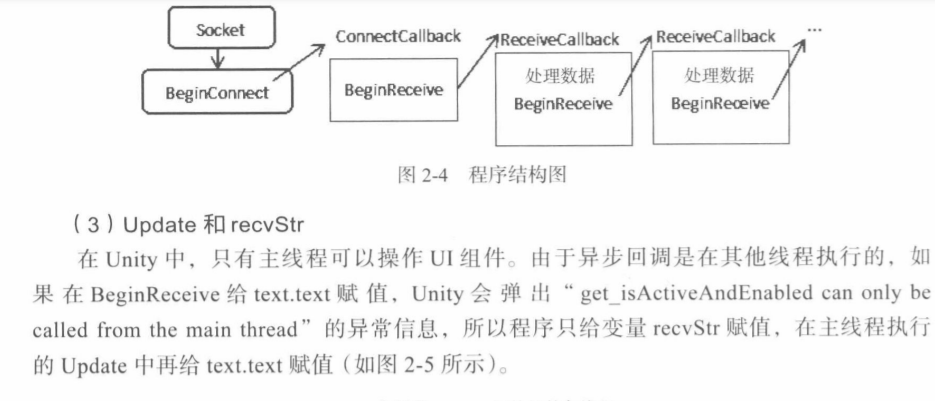 Socket
BeginConnect
ConnectCallback
BeginReceive
ReceiveCallback
处理数据
BeginReceive
ReceiveCallback
处理数据
BeginReceive
...
图 2-4 程序结构图
（3）Update 和 recvStr
在 Unity 中，只有主线程可以操作 UI 组件。由于异步回调是在其他线程执行的，如
果在 BeginReceive 给 text.text 赋值，Unity 会弹出“get_isActiveAndEnabled can only be
called from the main thread”的异常信息，所以程序只给变量 recvStr 赋值，在主线程执行
的 Update 中再给 text.text 赋值（如图 2-5 所示）。